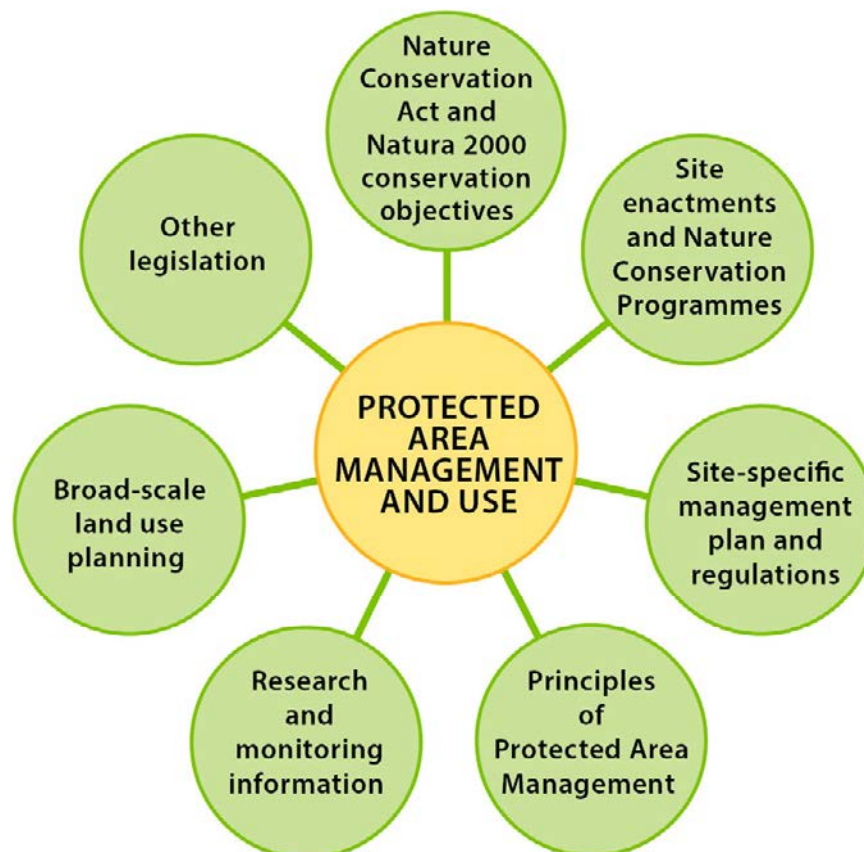 Nature
Conservation
Act and
Natura 2000
conservation
objectives
Site
enactments
and Nature
Conservation
Programmes
Site-specific
management
plan and
regulations
Principles
of
Protected Area
Management
Research
and
monitoring
information
Broad-scale
land use
planning
Other
legislation
PROTECTED
AREA
MANAGEMENT
AND USE